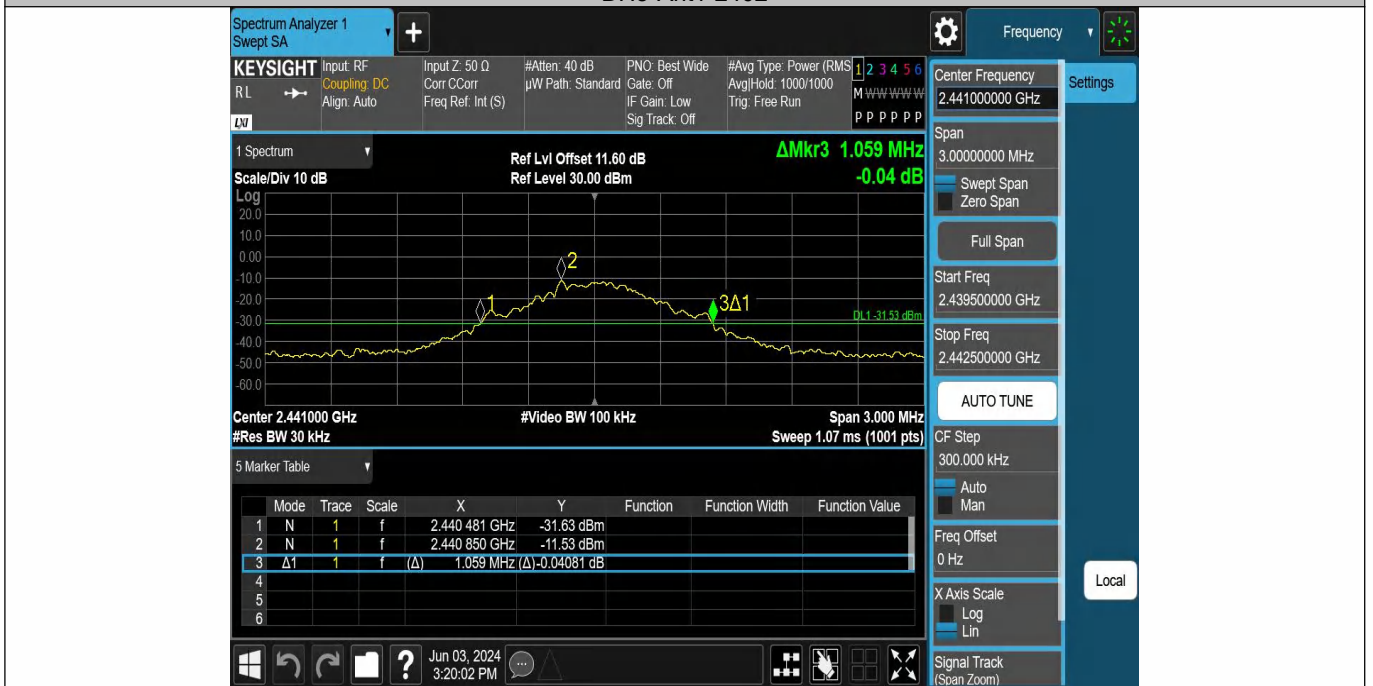 Spectrum Analyzer 1
Swept SA
+
Frequency
KEYSIGHT
RL
LXI
Input: RF
Coupling: DC
Align: Auto
Input Z: 50 Ω
Corr CCorr
Freq Ref: Int (S)
#Atten: 40 dB
µW Path: Standard
PNO: Best Wide
Gate: Off
IF Gain: Low
Sig Track: Off
#Avg Type: Power (RMS
Avg|Hold: 1000/1000
Trig: Free Run
1 2 3 4 5 6
M W W W W W
P P P P P P
1 Spectrum
Scale/Div 10 dB
Ref Lvl Offset 11.60 dB
Ref Level 30.00 dBm
ΔMkr3 1.059 MHz
-0.04 dB
Log
20.0
10.0
0.00
-10.0
-20.0
-30.0
-40.0
-50.0
-60.0
2
1
3Δ1
DL1 -31.53 dBm
Center 2.441000 GHz
#Video BW 100 kHz
Span 3.000 MHz
#Res BW 30 kHz
Sweep 1.07 ms (1001 pts)
5 Marker Table
Mode Trace Scale X Y Function Function Width Function Value
1 N 1 f 2.440 481 GHz -31.63 dBm
2 N 1 f 2.440 850 GHz -11.53 dBm
3 Δ1 1 f (Δ) 1.059 MHz (Δ) -0.04081 dB
4
5
6
?
Jun 03, 2024
3:20:02 PM
Center Frequency
2.441000000 GHz
Settings
Span
3.00000000 MHz
Swept Span
Zero Span
Full Span
Start Freq
2.439500000 GHz
Stop Freq
2.442500000 GHz
AUTO TUNE
CF Step
300.000 kHz
Auto
Man
Freq Offset
0 Hz
X Axis Scale
Log
Lin
Signal Track
(Span Zoom)
Local